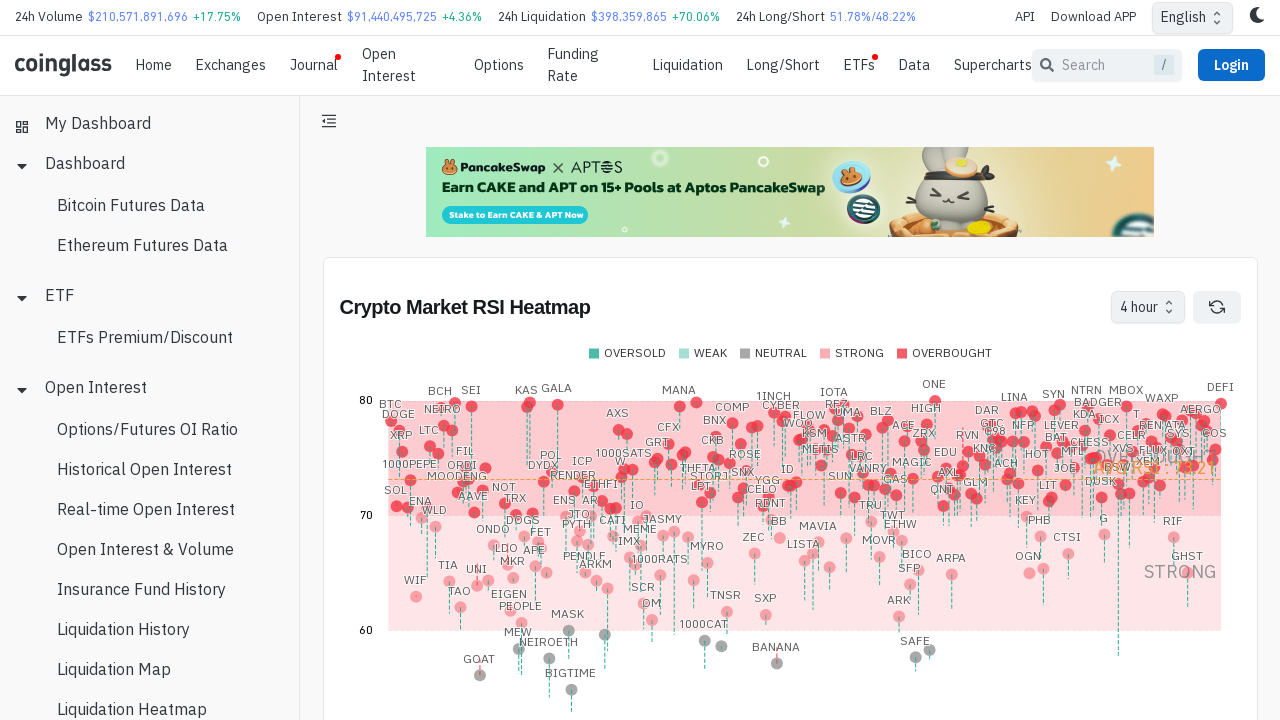 24h Volume $210,571,891,696 +17.75% Open Interest $91,440,495,725 +4.36% 24h Liquidation $398,359,865 +70.06% 24h Long/Short 51.78%/48.22% API Download APP English
coinglass Home Exchanges Journal Open Interest Options Funding Rate Liquidation Long/Short ETFs Data Supercharts Search / Login
My Dashboard
Dashboard
Bitcoin Futures Data
Ethereum Futures Data
ETF
ETFs Premium/Discount
Open Interest
Options/Futures OI Ratio
Historical Open Interest
Real-time Open Interest
Open Interest & Volume
Insurance Fund History
Liquidation History
Liquidation Map
Liquidation Heatmap
PancakeSwap X APTOS
Earn CAKE and APT on 15+ Pools at Aptos PancakeSwap
Stake to Earn CAKE & APT Now
Crypto Market RSI Heatmap
4 hour
OVERSOLD WEAK NEUTRAL STRONG OVERBOUGHT
80
70
60
BTC
DOGE
XRP
1000PEPE
SOL
BCH
SEI
NEIRO
LTC
FIL
ORDI
MOODENG
AAVE
ENA
WLD
WIF
TIA
TAO
UNI
ONDO
NOT
TRX
DOGS
FET
LDO
APE
MKR
EIGEN
PEOPLE
MEW
NEIROETH
GOAT
BIGTIME
MASK
KAS
GALA
POL
DYDX
ICP
RENDER
ETHFI
ENS
AR
JTO
PYTH
CATI
PENDLE
ARKM
AXS
1000SATS
W
IO
JASMY
MEME
IMX
1000RATS
SCR
OM
MANA
CFX
GRT
BNX
COMP
CKB
THETA
STORJ
LPT
MYRO
TNSR
1000CAT
ROSE
SNX
CELO
ZEC
SXP
BANANA
1INCH
CYBER
WOO
FLOW
YGG
ID
BB
LISTA
MAVIA
IOTA
UMA
KSM
METIS
ASTR
LRC
VANRY
SUN
TRU
MOVR
BLZ
ACE
GAS
MAGIC
TWT
ETHW
BICO
SFP
ARK
SAFE
ONE
HIGH
ZRX
EDU
AXL
QNT
ARPA
RVN
DAR
KNC
GLM
LINA
NFP
ACH
HOT
KEY
PHB
OGN
SYN
LEVER
BAT
MTL
JOE
LIT
CTSI
NTRN
BADGER
KDA
ICX
DUSK
G
MBOX
T
CELR
WAXP
REN
FLUX
RIF
GHST
AERGO
SYS
OXT
COS
DEFI
STRONG